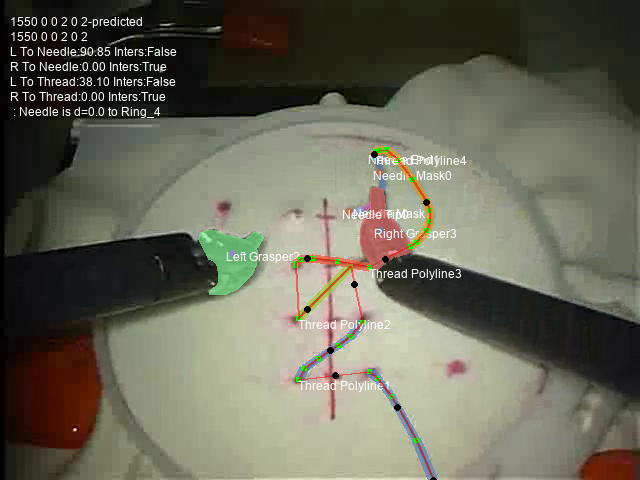 1550 0 0 2 0 2-predicted
1550 0 0 2 0 2
L To Needle:90.85 Inters:False
R To Needle:0.00 Inters:True
L To Thread:38.10 Inters:False
R To Thread:0.00 Inters:True
: Needle is d=0.0 to Ring_4
Thread Polyline4
Needle Mask0
Needle Tip0
Mask
Right Grasper3
Left Grasper2
Thread Polyline3
Thread Polyline2
Thread Polyline1